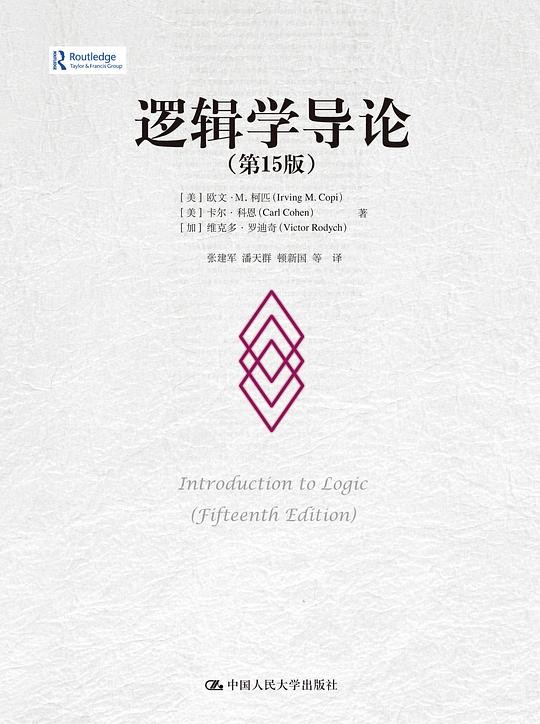 Routledge
Taylor & Francis Group
逻辑学导论
（第15版）
［美］欧文·M. 柯匹（Irving M. Copi）
［美］卡尔·科恩（Carl Cohen） 著
［加］维克多·罗迪奇（Victor Rodych）
张建军 潘天群 顿新国 等 译
Introduction to Logic
(Fifteenth Edition)
中国人民大学出版社